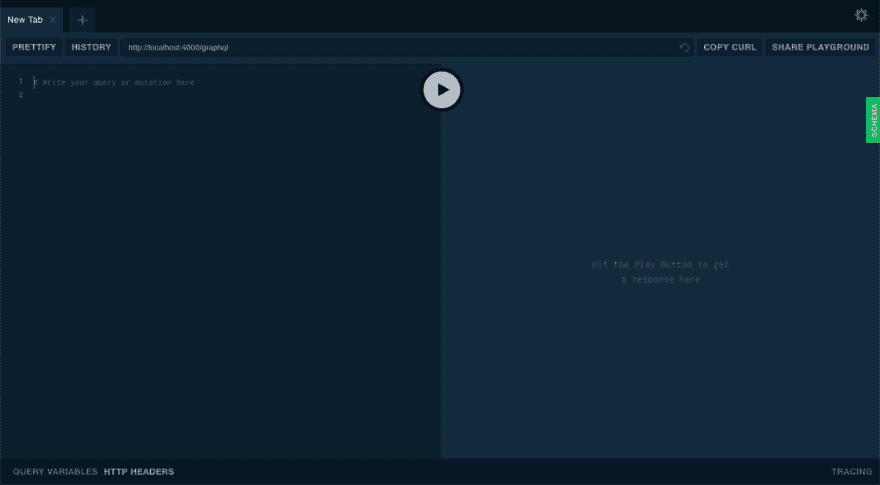 New Tab
PRETTIFY HISTORY http://localhost:4000/graphql COPY CURL SHARE PLAYGROUND
1 # Write your query or mutation here
2
SCHEMA
Hit the Play Button to get
a response here
QUERY VARIABLES HTTP HEADERS TRACING